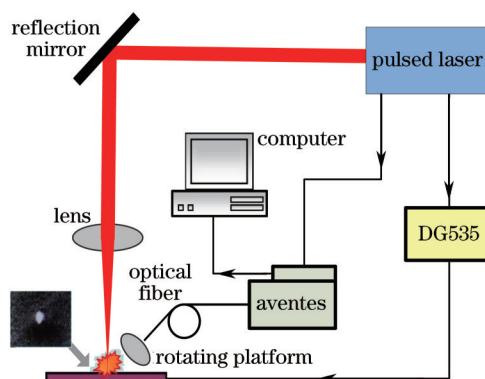 reflection
mirror
pulsed laser
computer
lens
DG535
optical
fiber
aventes
rotating platform